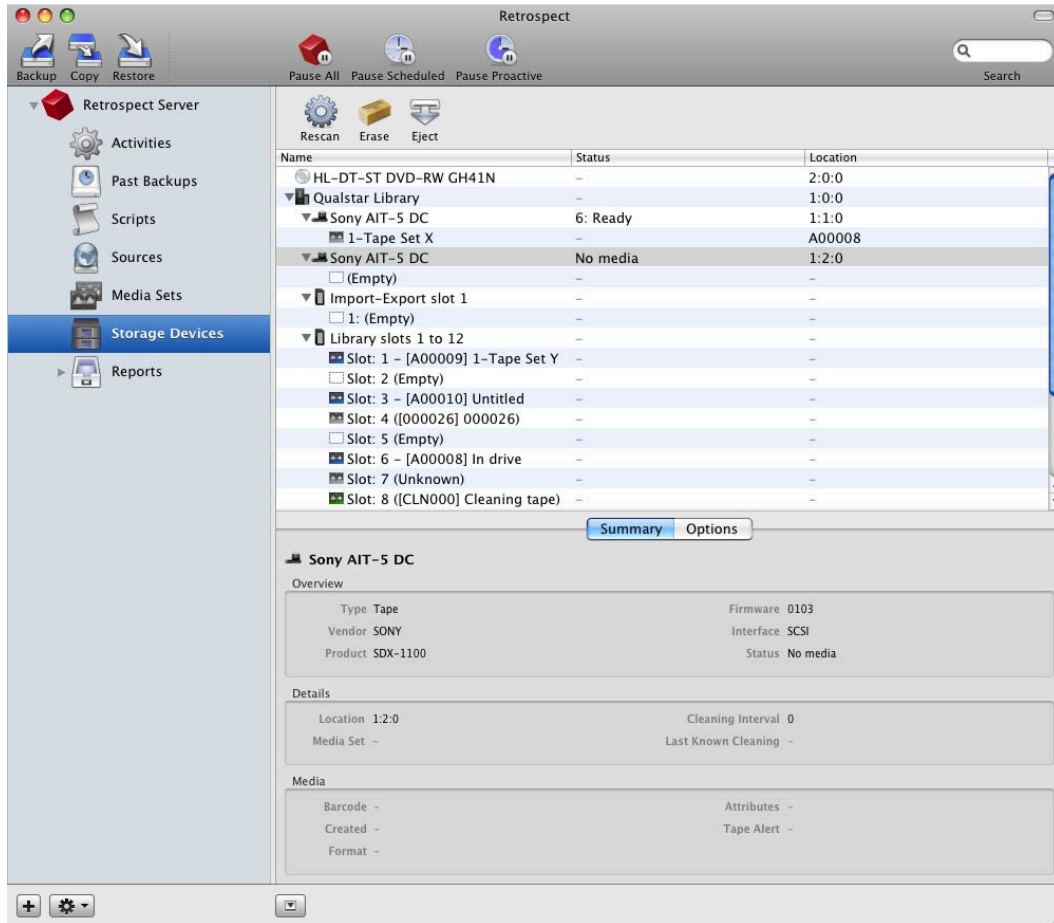 Retrospect
Backup Copy Restore
Pause All Pause Scheduled Pause Proactive
Search
Retrospect Server
Activities
Past Backups
Scripts
Sources
Media Sets
Storage Devices
Reports
Rescan Erase Eject
Name Status Location
HL-DT-ST DVD-RW GH41N – 2:0:0
Qualstar Library – 1:0:0
Sony AIT-5 DC 6: Ready 1:1:0
1-Tape Set X – A00008
Sony AIT-5 DC No media 1:2:0
(Empty) – –
Import-Export slot 1 – –
1: (Empty) – –
Library slots 1 to 12 – –
Slot: 1 – [A00009] 1-Tape Set Y – –
Slot: 2 (Empty) – –
Slot: 3 – [A00010] Untitled – –
Slot: 4 ([000026] 000026) – –
Slot: 5 (Empty) – –
Slot: 6 – [A00008] In drive – –
Slot: 7 (Unknown) – –
Slot: 8 ([CLN000] Cleaning tape) – –
Summary Options
Sony AIT-5 DC
Overview
Type Tape Firmware 0103
Vendor SONY Interface SCSI
Product SDX-1100 Status No media
Details
Location 1:2:0 Cleaning Interval 0
Media Set – Last Known Cleaning –
Media
Barcode – Attributes –
Created – Tape Alert –
Format –